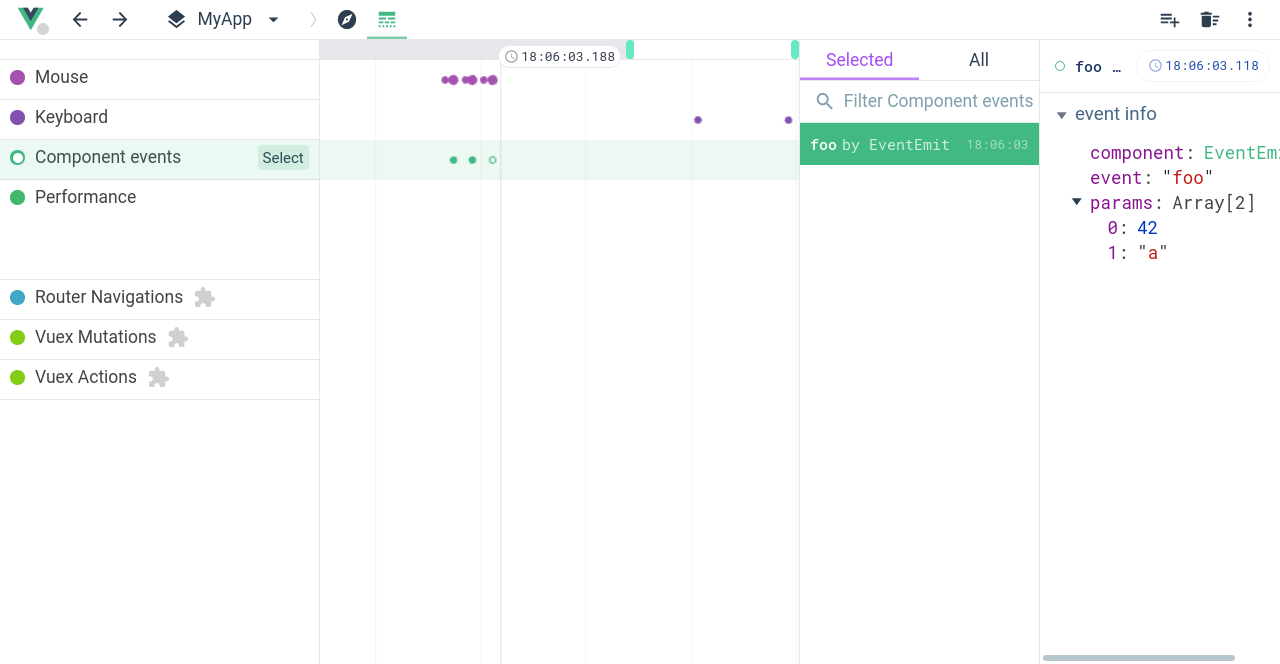 MyApp
18:06:03.188
Mouse
Keyboard
Component events
Select
Performance
Router Navigations
Vuex Mutations
Vuex Actions
Selected
All
Filter Component events
foo by EventEmit 18:06:03
foo … 18:06:03.118
event info
component: EventEmi
event: "foo"
params: Array[2]
0: 42
1: "a"